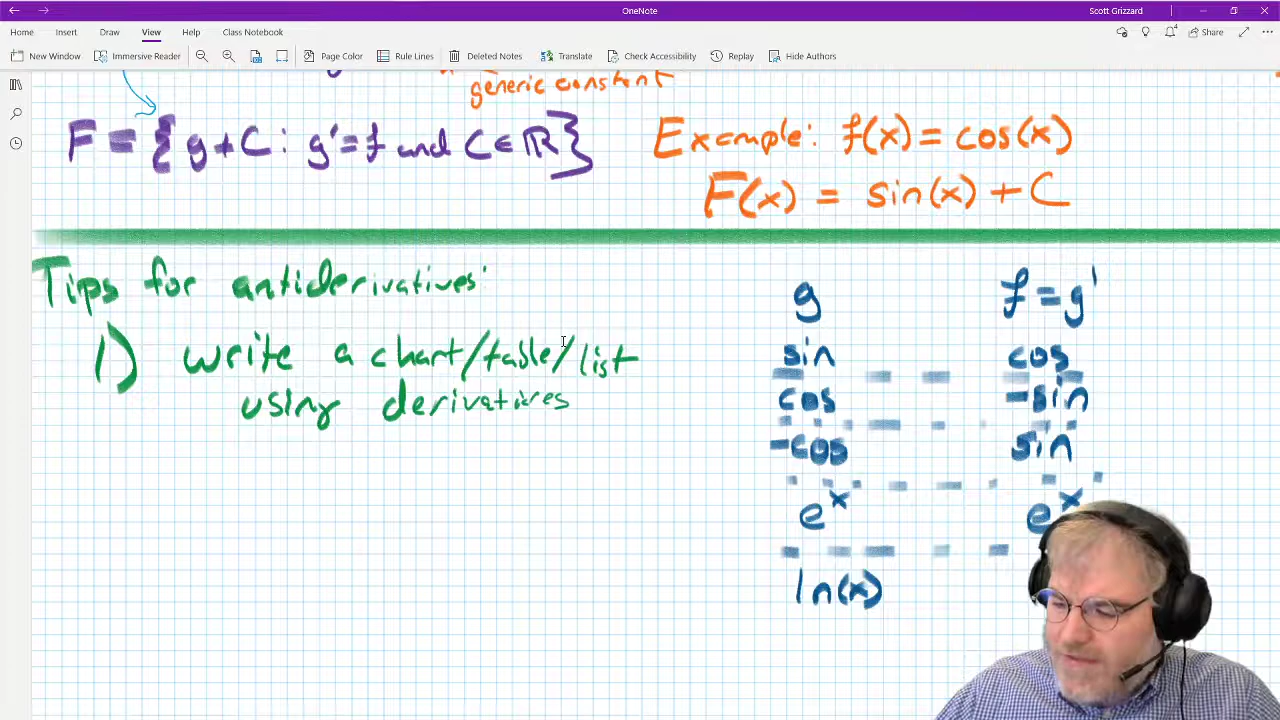 OneNote
Scott Grizzard
Home Insert Draw View Help Class Notebook
Share
New Window Immersive Reader Page Color Rule Lines Deleted Notes Translate Check Accessibility Replay Hide Authors
generic constant
F = {g+C: g'=f and C∈ℝ}
Example: f(x) = cos(x)
F(x) = sin(x) + C
Tips for antiderivatives:
1) write a chart/table/list
using derivatives
g f=g'
sin cos
cos -sin
-cos sin
e^x e^x
ln(x)